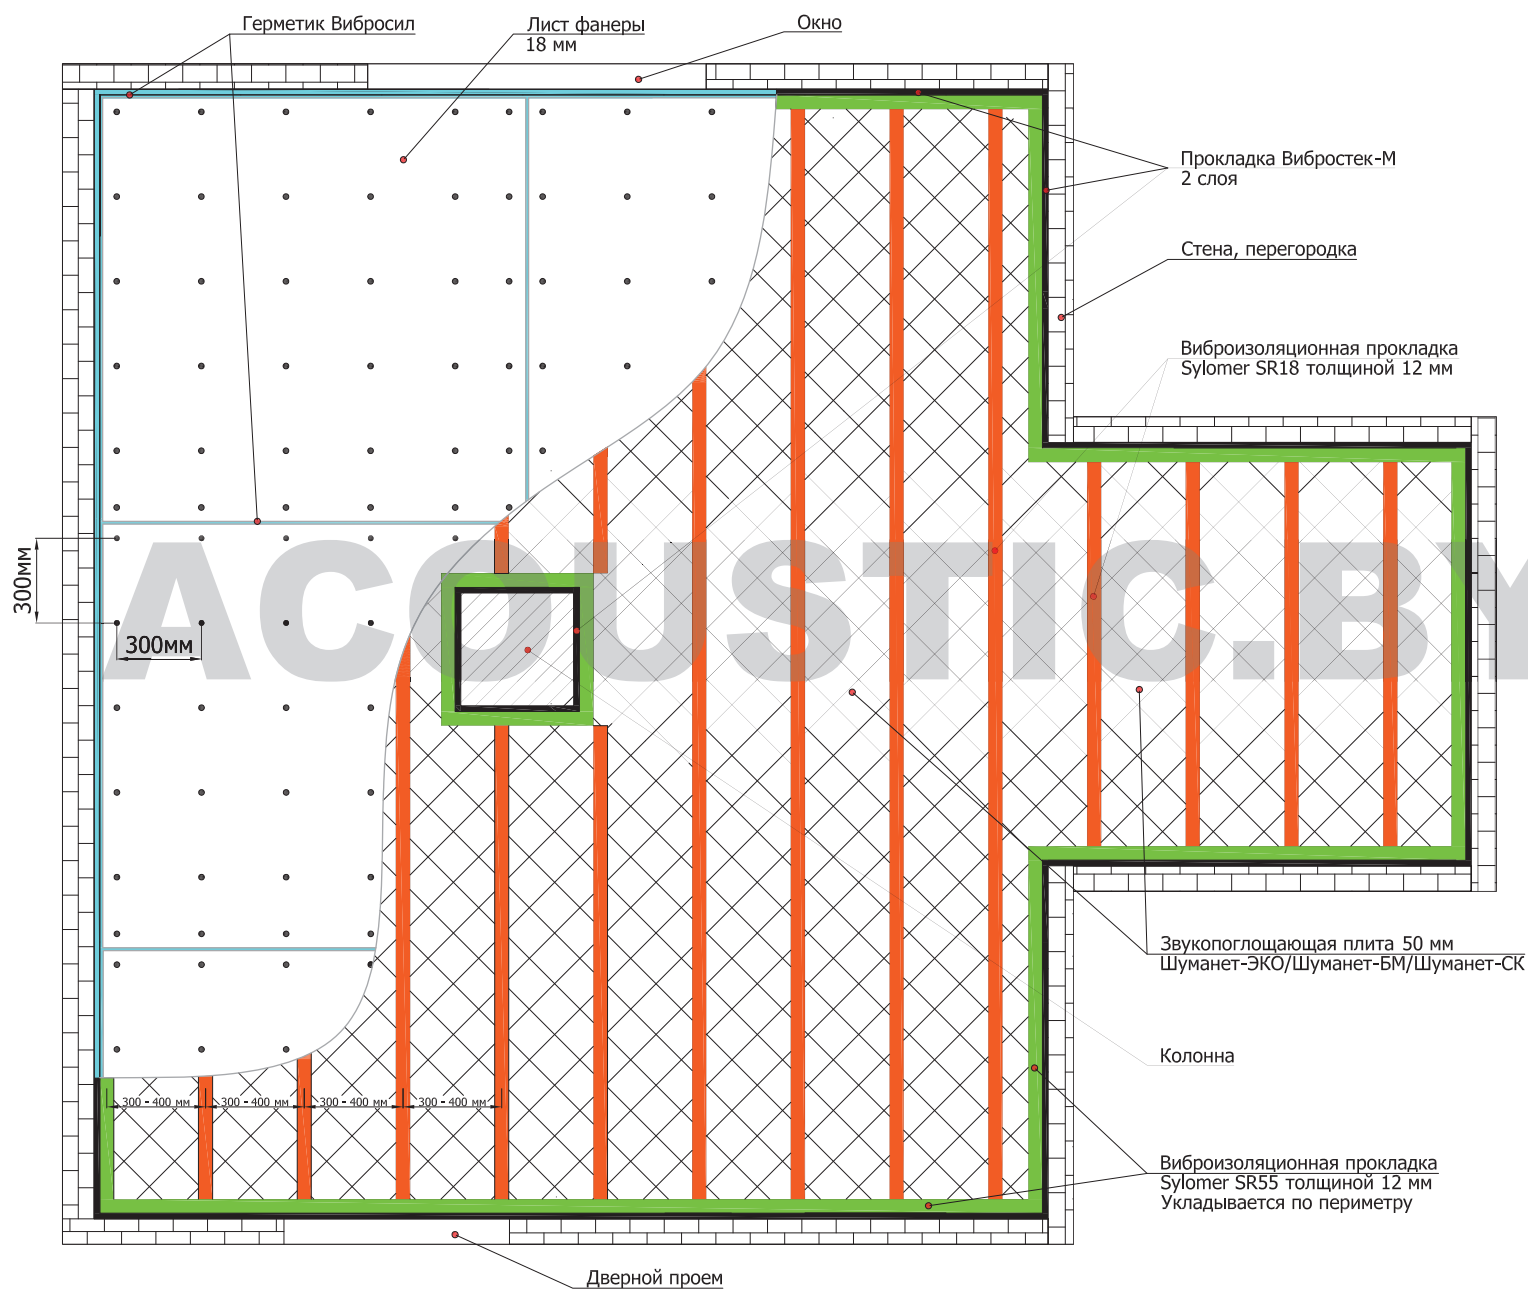 Герметик Вибросил
Лист фанеры
18 мм
Окно
Прокладка Вибростек-М
2 слоя
Стена, перегородка
Виброизоляционная прокладка
Sylomer SR18 толщиной 12 мм
300мм
300мм
ACOUSTIC.BY
Звукопоглощающая плита 50 мм
Шуманет-ЭКО/Шуманет-БМ/Шуманет-СК
Колонна
300 - 400 мм 300 - 400 мм 300 - 400 мм 300 - 400 мм
Виброизоляционная прокладка
Sylomer SR55 толщиной 12 мм
Укладывается по периметру
Дверной проем